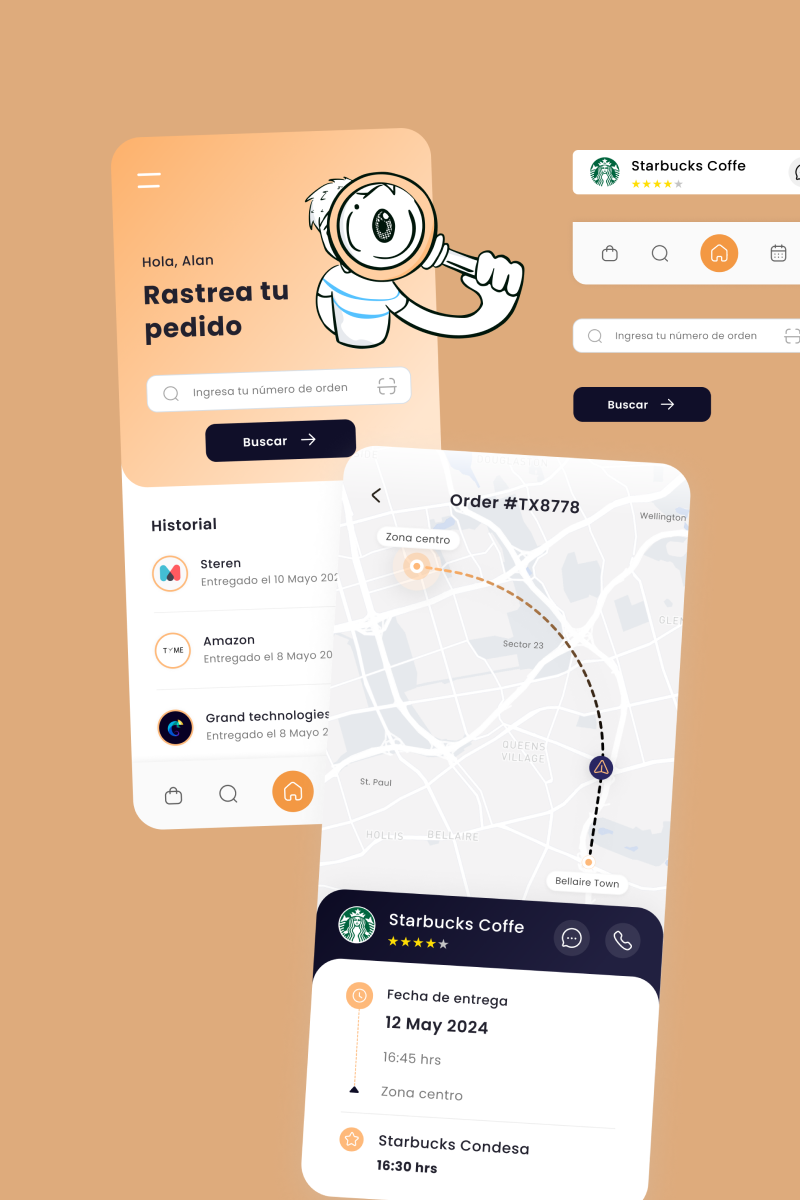 Hola, Alan
Rastrea tu
pedido
Ingresa tu número de orden
Buscar
Historial
Steren
Entregado el 10 Mayo 202
Amazon
Entregado el 8 Mayo 20
TYME
Grand technologies
Entregado el 8 Mayo 2
Starbucks Coffe
Ingresa tu número de orden
Buscar
Order #TX8778
Wellington
Zona centro
GLEN
Sector 23
QUEENS
VILLAGE
St. Paul
HOLLIS
BELLAIRE
Bellaire Town
Starbucks Coffe
Fecha de entrega
12 May 2024
16:45 hrs
Zona centro
Starbucks Condesa
16:30 hrs